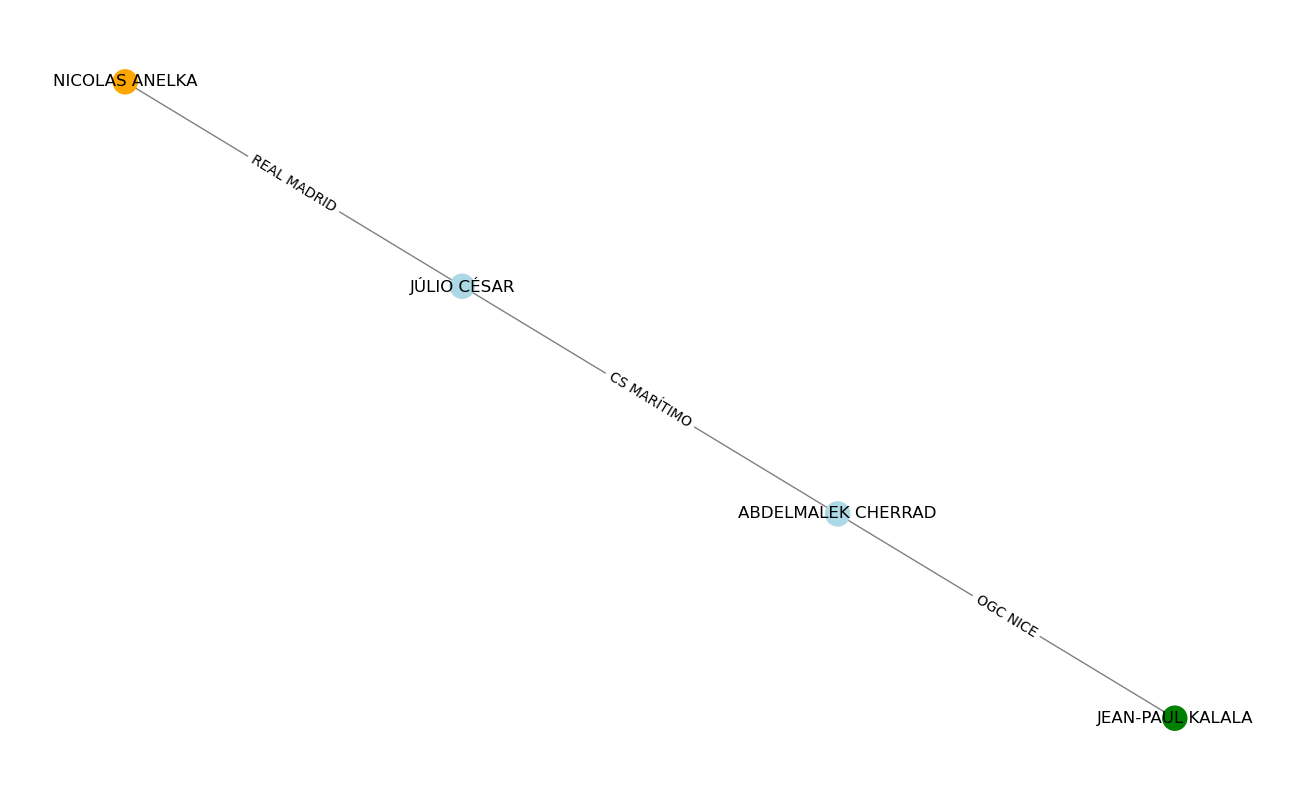 NICOLAS ANELKA
REAL MADRID
JÚLIO CÉSAR
CS MARÍTIMO
ABDELMALEK CHERRAD
OGC NICE
JEAN-PAUL KALALA